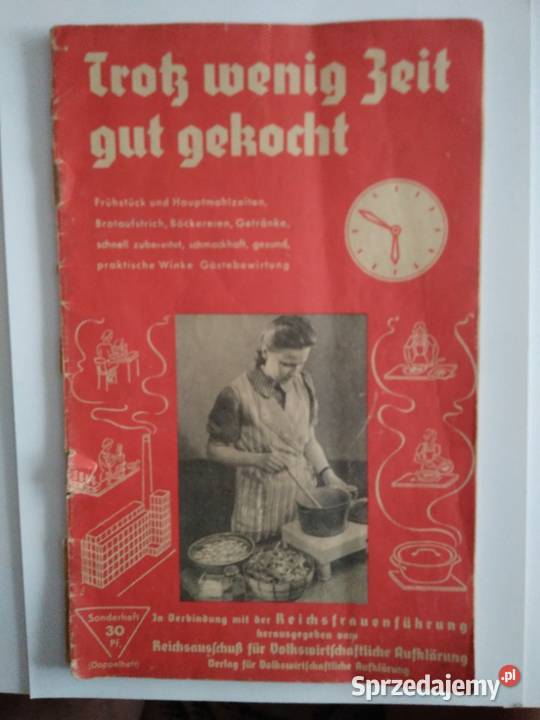 Trotz wenig Zeit
gut gekocht
Frühstück und Hauptmahlzeiten,
Brotaufstrich, Bäckereien, Getränke,
schnell zubereitet, schmackhaft, gesund,
praktische Winke Gästebewirtung
Sonderheft
30
Pf.
(Doppelheft)
In Verbindung mit der Reichsfrauenführung
herausgegeben vom
Reichsausschuß für Volkswirtschaftliche Aufklärung
Verlag für Volkswirtschaftliche Aufklärung
Sprzedajemy.pl